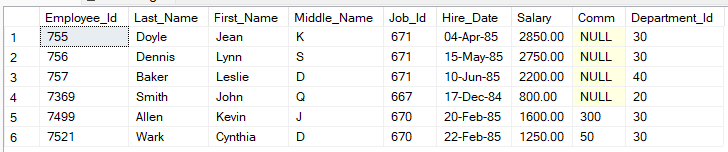 Employee_Id Last_Name First_Name Middle_Name Job_Id Hire_Date Salary Comm Department_Id
1 755 Doyle Jean K 671 04-Apr-85 2850.00 NULL 30
2 756 Dennis Lynn S 671 15-May-85 2750.00 NULL 30
3 757 Baker Leslie D 671 10-Jun-85 2200.00 NULL 40
4 7369 Smith John Q 667 17-Dec-84 800.00 NULL 20
5 7499 Allen Kevin J 670 20-Feb-85 1600.00 300 30
6 7521 Wark Cynthia D 670 22-Feb-85 1250.00 50 30